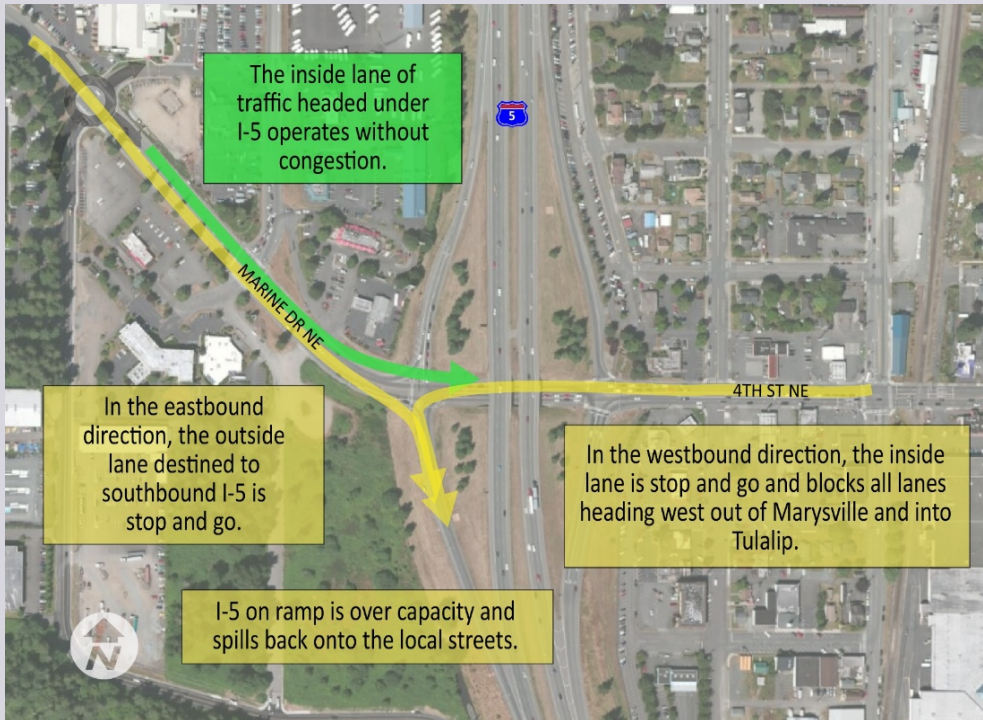 The inside lane of
traffic headed under
I-5 operates without
congestion.
5
MARINE DR NE
4TH ST NE
In the eastbound
direction, the outside
lane destined to
southbound I-5 is
stop and go.
In the westbound direction, the inside
lane is stop and go and blocks all lanes
heading west out of Marysville and into
Tulalip.
I-5 on ramp is over capacity and
spills back onto the local streets.
N